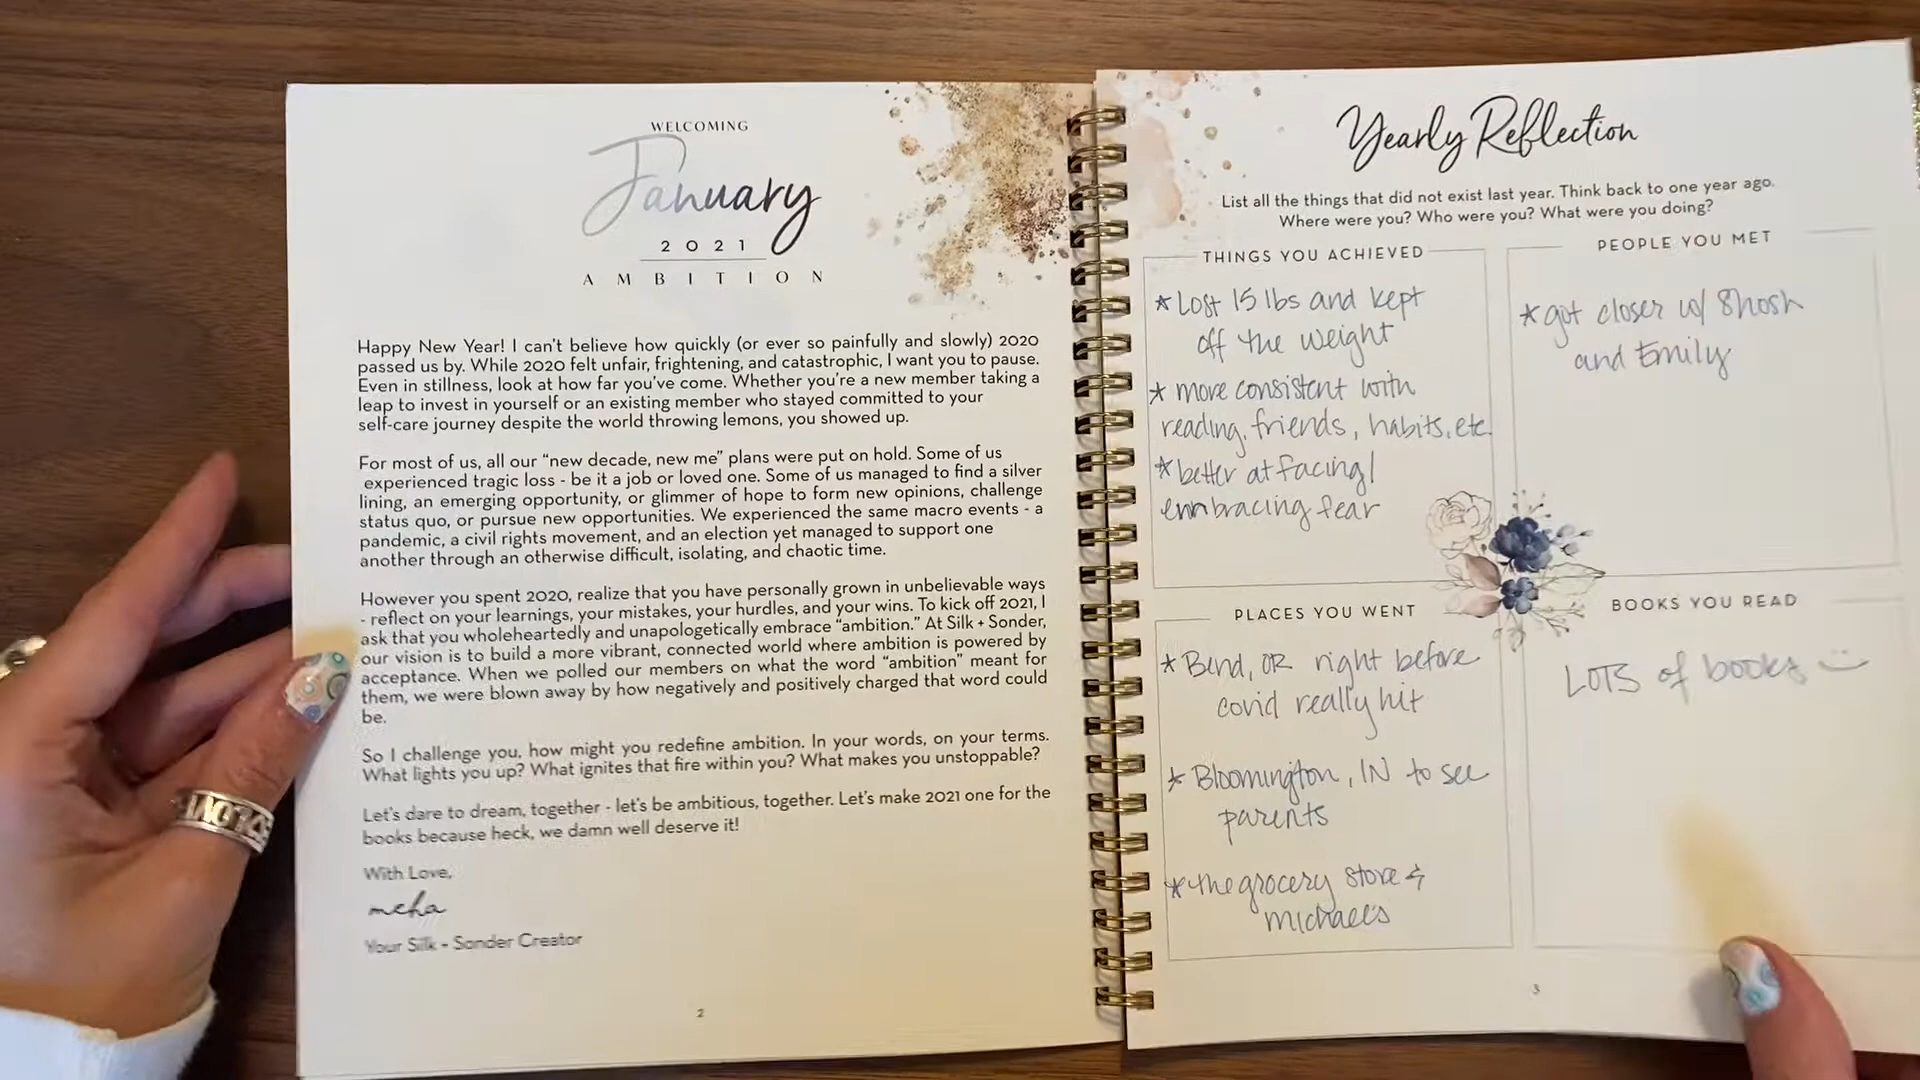 WELCOMING
January
2021
AMBITION
Happy New Year! I can't believe how quickly (or ever so painfully and slowly) 2020
passed us by. While 2020 felt unfair, frightening, and catastrophic, I want you to pause.
Even in stillness, look at how far you've come. Whether you're a new member taking a
leap to invest in yourself or an existing member who stayed committed to your
self-care journey despite the world throwing lemons, you showed up.
For most of us, all our “new decade, new me” plans were put on hold. Some of us
experienced tragic loss - be it a job or loved one. Some of us managed to find a silver
lining, an emerging opportunity, or glimmer of hope to form new opinions, challenge
status quo, or pursue new opportunities. We experienced the same macro events - a
pandemic, a civil rights movement, and an election yet managed to support one
another through an otherwise difficult, isolating, and chaotic time.
However you spent 2020, realize that you have personally grown in unbelievable ways
- reflect on your learnings, your mistakes, your hurdles, and your wins. To kick off 2021, I
ask that you wholeheartedly and unapologetically embrace “ambition.” At Silk + Sonder,
our vision is to build a more vibrant, connected world where ambition is powered by
acceptance. When we polled our members on what the word “ambition” meant for
them, we were blown away by how negatively and positively charged that word could
be.
So I challenge you, how might you redefine ambition. In your words, on your terms.
What lights you up? What ignites that fire within you? What makes you unstoppable?
Let's dare to dream, together - let's be ambitious, together. Let's make 2021 one for the
books because heck, we damn well deserve it!
With Love,
meha
Your Silk + Sonder Creator
2
Yearly Reflection
List all the things that did not exist last year. Think back to one year ago.
Where were you? Who were you? What were you doing?
THINGS YOU ACHIEVED
* Lost 15 lbs and kept
off the weight
* more consistent with
reading, friends, habits, etc.
* better at facing/
embracing fear
PEOPLE YOU MET
* got closer w/ Shosh
and Emily
PLACES YOU WENT
* Bend, OR right before
covid really hit
* Bloomington, IN to see
parents
* the grocery store &
michaels
BOOKS YOU READ
LOTS of books :)
3